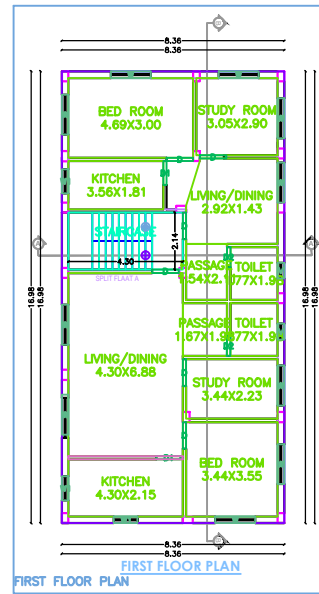 B
8.36
8.36
BED ROOM
4.69X3.00
STUDY ROOM
3.05X2.90
KITCHEN
3.56X1.81
LIVING/DINING
2.92X1.43
STAIRCASE
2.14
A
A
4.30
SPLIT FLAAT A
16.98
16.98
16.98
16.98
PASSAGE
TOILET
PASSAGE
TOILET
LIVING/DINING
4.30X6.88
STUDY ROOM
3.44X2.23
BED ROOM
3.44X3.55
KITCHEN
4.30X2.15
B
8.36
8.36
FIRST FLOOR PLAN
FIRST FLOOR PLAN